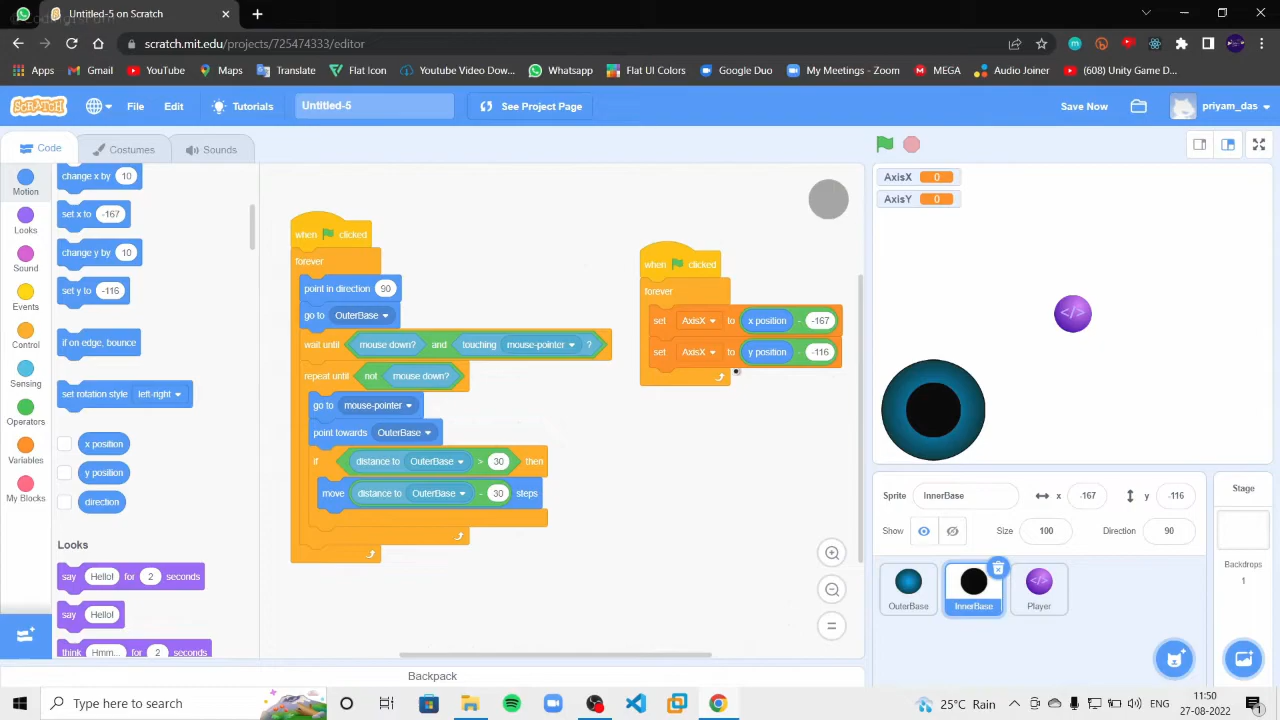 Untitled-5 on Scratch
scratch.mit.edu/projects/725474333/editor
Apps Gmail YouTube Maps Translate Flat Icon Youtube Video Dow... Whatsapp Flat UI Colors Google Duo My Meetings - Zoom MEGA Audio Joiner (608) Unity Game D...
SCRATCH File Edit Tutorials Untitled-5 See Project Page Save Now priyam_das
Code Costumes Sounds
Motion
Looks
Sound
Events
Control
Sensing
Operators
Variables
My Blocks
change x by 10
set x to -167
change y by 10
set y to -116
if on edge, bounce
set rotation style left-right
x position
y position
direction
Looks
say Hello! for 2 seconds
say Hello!
think Hmm... for 2 seconds
when clicked
forever
point in direction 90
go to OuterBase
wait until mouse down? and touching mouse-pointer ?
repeat until not mouse down?
go to mouse-pointer
point towards OuterBase
if distance to OuterBase > 30 then
move distance to OuterBase - 30 steps
when clicked
forever
set AxisX to x position - -167
set AxisX to y position - -116
AxisX 0
AxisY 0
</>
Sprite InnerBase x -167 y -116
Show Size 100 Direction 90
OuterBase InnerBase Player
</>
Stage
Backdrops
1
Backpack
Type here to search
25°C Rain ENG 11:50
27-08-2022
1